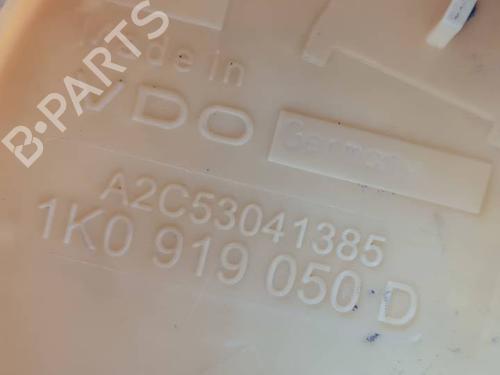 B-PARTS
Made in
VDO
Germany
A2C53041385
1K0 919 050 D